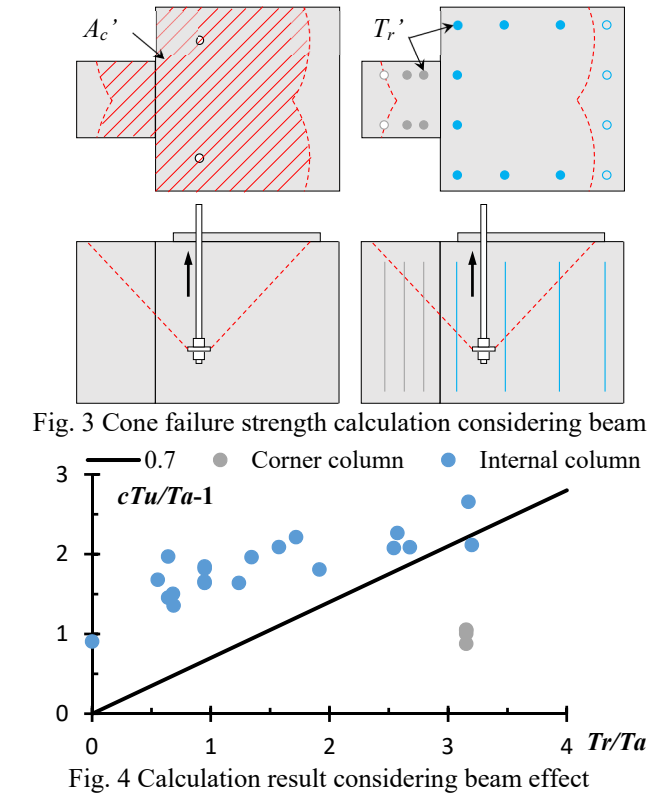 Ac’
Tr’
Fig. 3 Cone failure strength calculation considering beam
0.7 Corner column Internal column
3
cTu/Ta-1
2
1
0
0 1 2 3 4 Tr/Ta
Fig. 4 Calculation result considering beam effect